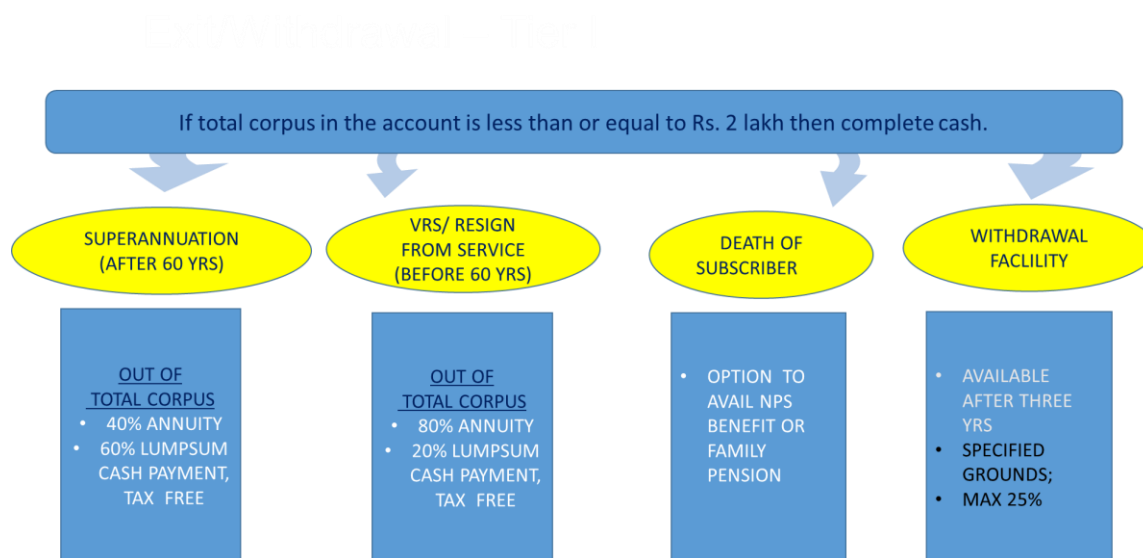 If total corpus in the account is less than or equal to Rs. 2 lakh then complete cash.
SUPERANNUATION
(AFTER 60 YRS)
VRS/ RESIGN
FROM SERVICE
(BEFORE 60 YRS)
DEATH OF
SUBSCRIBER
WITHDRAWAL
FACLILITY
OUT OF
TOTAL CORPUS
• 40% ANNUITY
• 60% LUMPSUM
CASH PAYMENT,
TAX FREE
OUT OF
TOTAL CORPUS
• 80% ANNUITY
• 20% LUMPSUM
CASH PAYMENT,
TAX FREE
• OPTION TO
AVAIL NPS
BENEFIT OR
FAMILY
PENSION
• AVAILABLE
AFTER THREE
YRS
• SPECIFIED
GROUNDS;
• MAX 25%